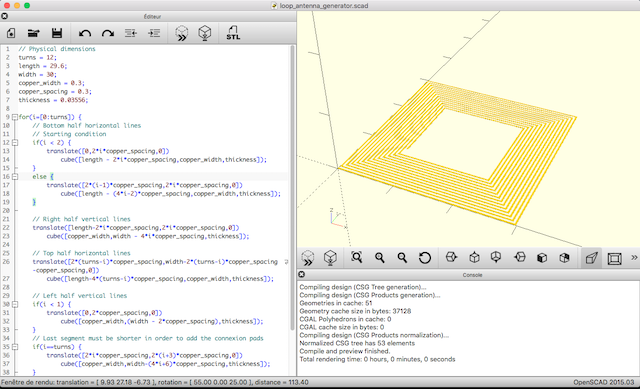 loop_antenna_generator.scad
Éditeur
STL
1 // Physical dimensions
2 turns = 12;
3 length = 29.6;
4 width = 30;
5 copper_width = 0.3;
6 copper_spacing = 0.3;
7 thickness = 0.03556;
8
9 for(i=[0:turns]) {
10 // Bottom half horizontal lines
11 // Starting condition
12 if(i < 2) {
13 translate([0,2*i*copper_spacing,0])
14 cube([length - 2*i*copper_spacing,copper_width,thickness]);
15 }
16 else {
17 translate([2*(i-1)*copper_spacing,2*i*copper_spacing,0])
18 cube([length - (4*i-2)*copper_spacing,copper_width,thickness]);
19 }
20
21 // Right half vertical lines
22 translate([length-2*i*copper_spacing,2*i*copper_spacing,0])
23 cube([copper_width,width - 4*i*copper_spacing,thickness]);
24
25 // Top half horizontal lines
26 translate([2*(turns-i)*copper_spacing,width-2*(turns-i)*copper_spacing
-copper_spacing,0])
27 cube([length-4*(turns-i)*copper_spacing,copper_width,thickness]);
28
29 // Left half vertical lines
30 if(i < 1) {
31 translate([0,2*copper_spacing,0])
32 cube([copper_width,(width - 2*copper_spacing),thickness]);
33 }
34 // Last segment must be shorter in order to add the connexion pads
35 if(i==turns) {
36 translate([2*i*copper_spacing,2*(i+3)*copper_spacing,0])
37 cube([copper_width,width-(4*i+6)*copper_spacing,thickness]);
38 }
Console
Compiling design (CSG Tree generation)...
Compiling design (CSG Products generation)...
Geometries in cache: 51
Geometry cache size in bytes: 37128
CGAL Polyhedrons in cache: 0
CGAL cache size in bytes: 0
Compiling design (CSG Products normalization)...
Normalized CSG tree has 53 elements
Compile and preview finished.
Total rendering time: 0 hours, 0 minutes, 0 seconds
Fenêtre de rendu: translation = [ 9.93 27.18 -6.73 ], rotation = [ 55.00 0.00 25.00 ], distance = 113.40
OpenSCAD 2015.03